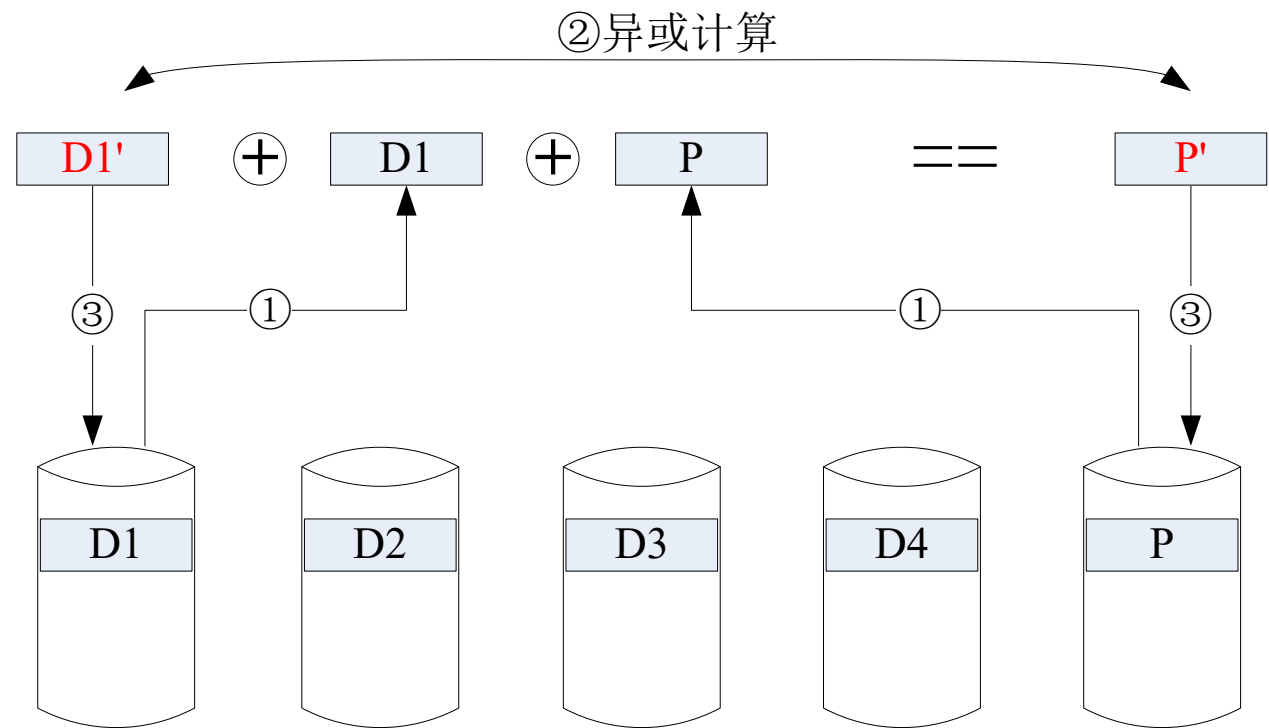 ②异或计算
D1' ⊕ D1 ⊕ P == P'
③ ① ① ③
D1 D2 D3 D4 P